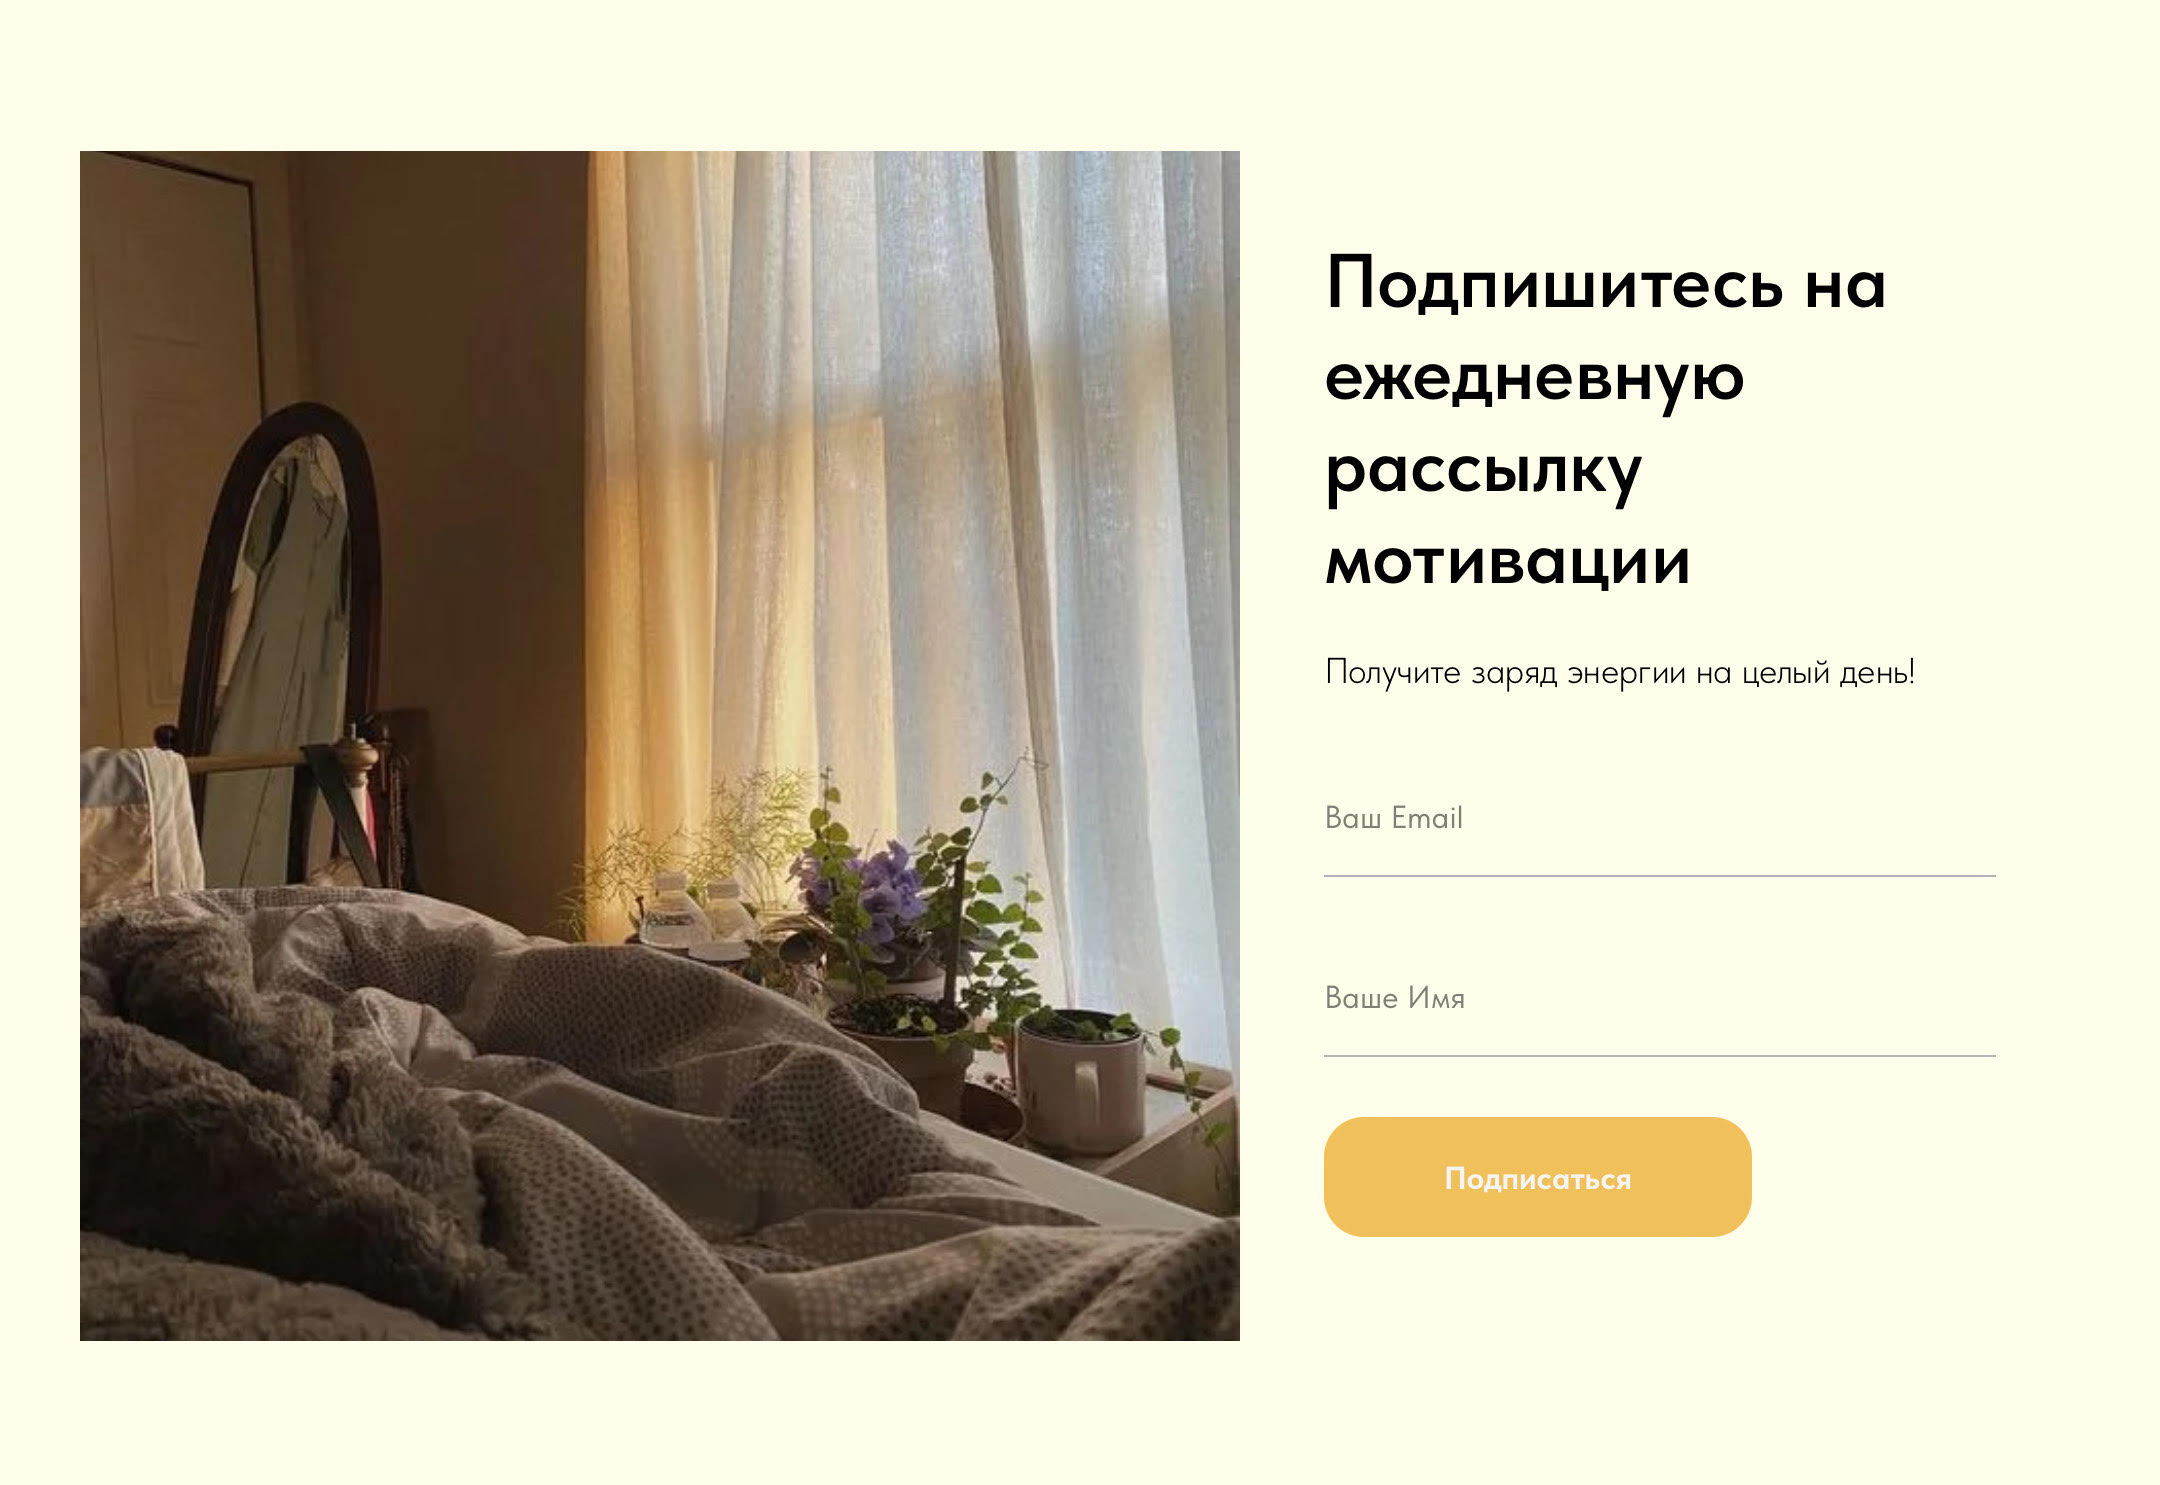 Подпишитесь на
ежедневную
рассылку
мотивации
Получите заряд энергии на целый день!
Ваш Email
Ваше Имя
Подписаться